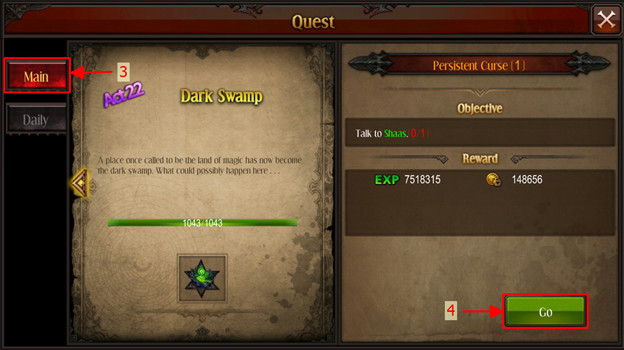 Quest
Main
3
Daily
Act.22
Dark Swamp
A place once called to be the land of magic has now become
the dark swamp. What could possibly happen here . . .
1043/1043
Persistent Curse [1]
Objective
Talk to Shaas.(0/1)
Reward
EXP 7518315 148656
4
Go